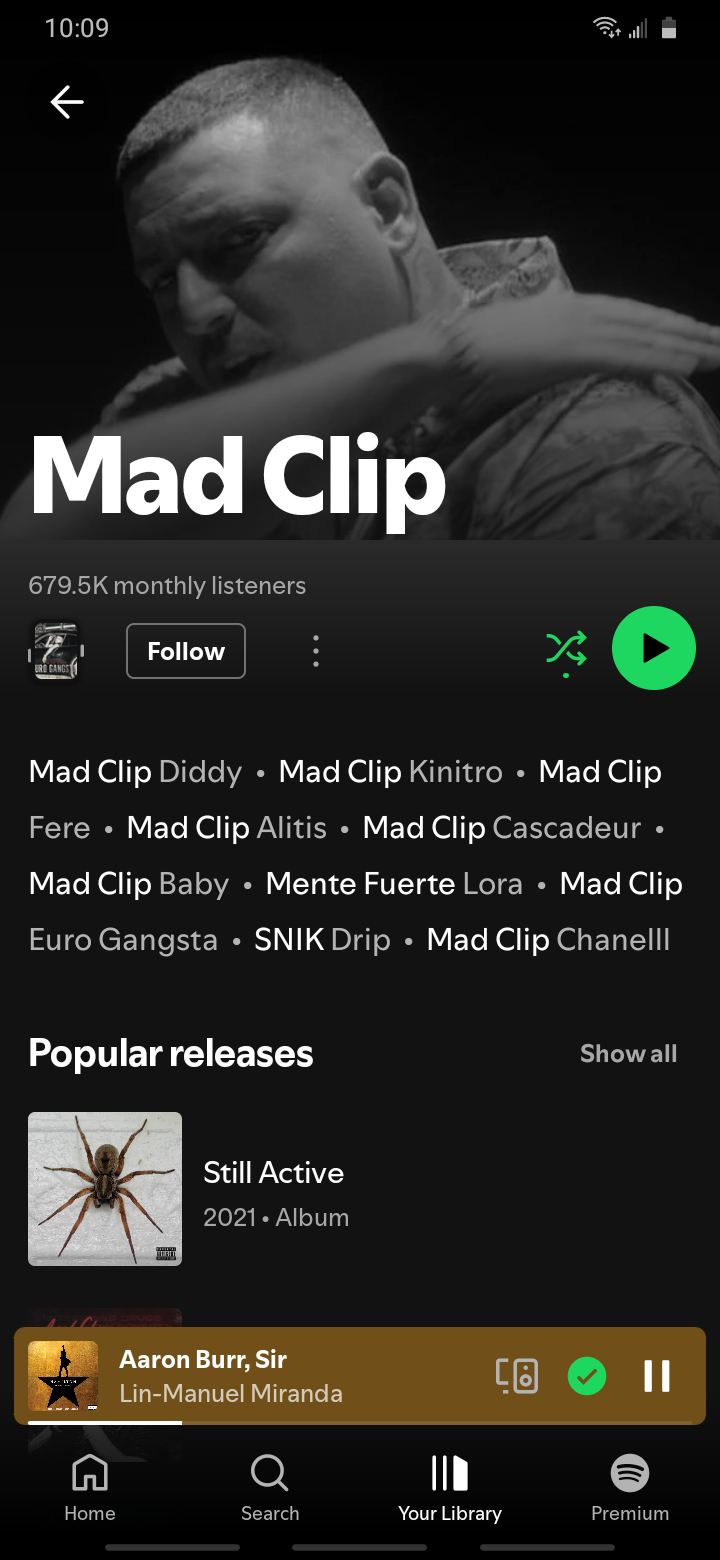 10:09
Mad Clip
679.5K monthly listeners
Follow
Mad Clip Diddy • Mad Clip Kinitro • Mad Clip
Fere • Mad Clip Alitis • Mad Clip Cascadeur •
Mad Clip Baby • Mente Fuerte Lora • Mad Clip
Euro Gangsta • SNIK Drip • Mad Clip Chanelll
Popular releases
Show all
Still Active
2021 • Album
Aaron Burr, Sir
Lin-Manuel Miranda
Home
Search
Your Library
Premium